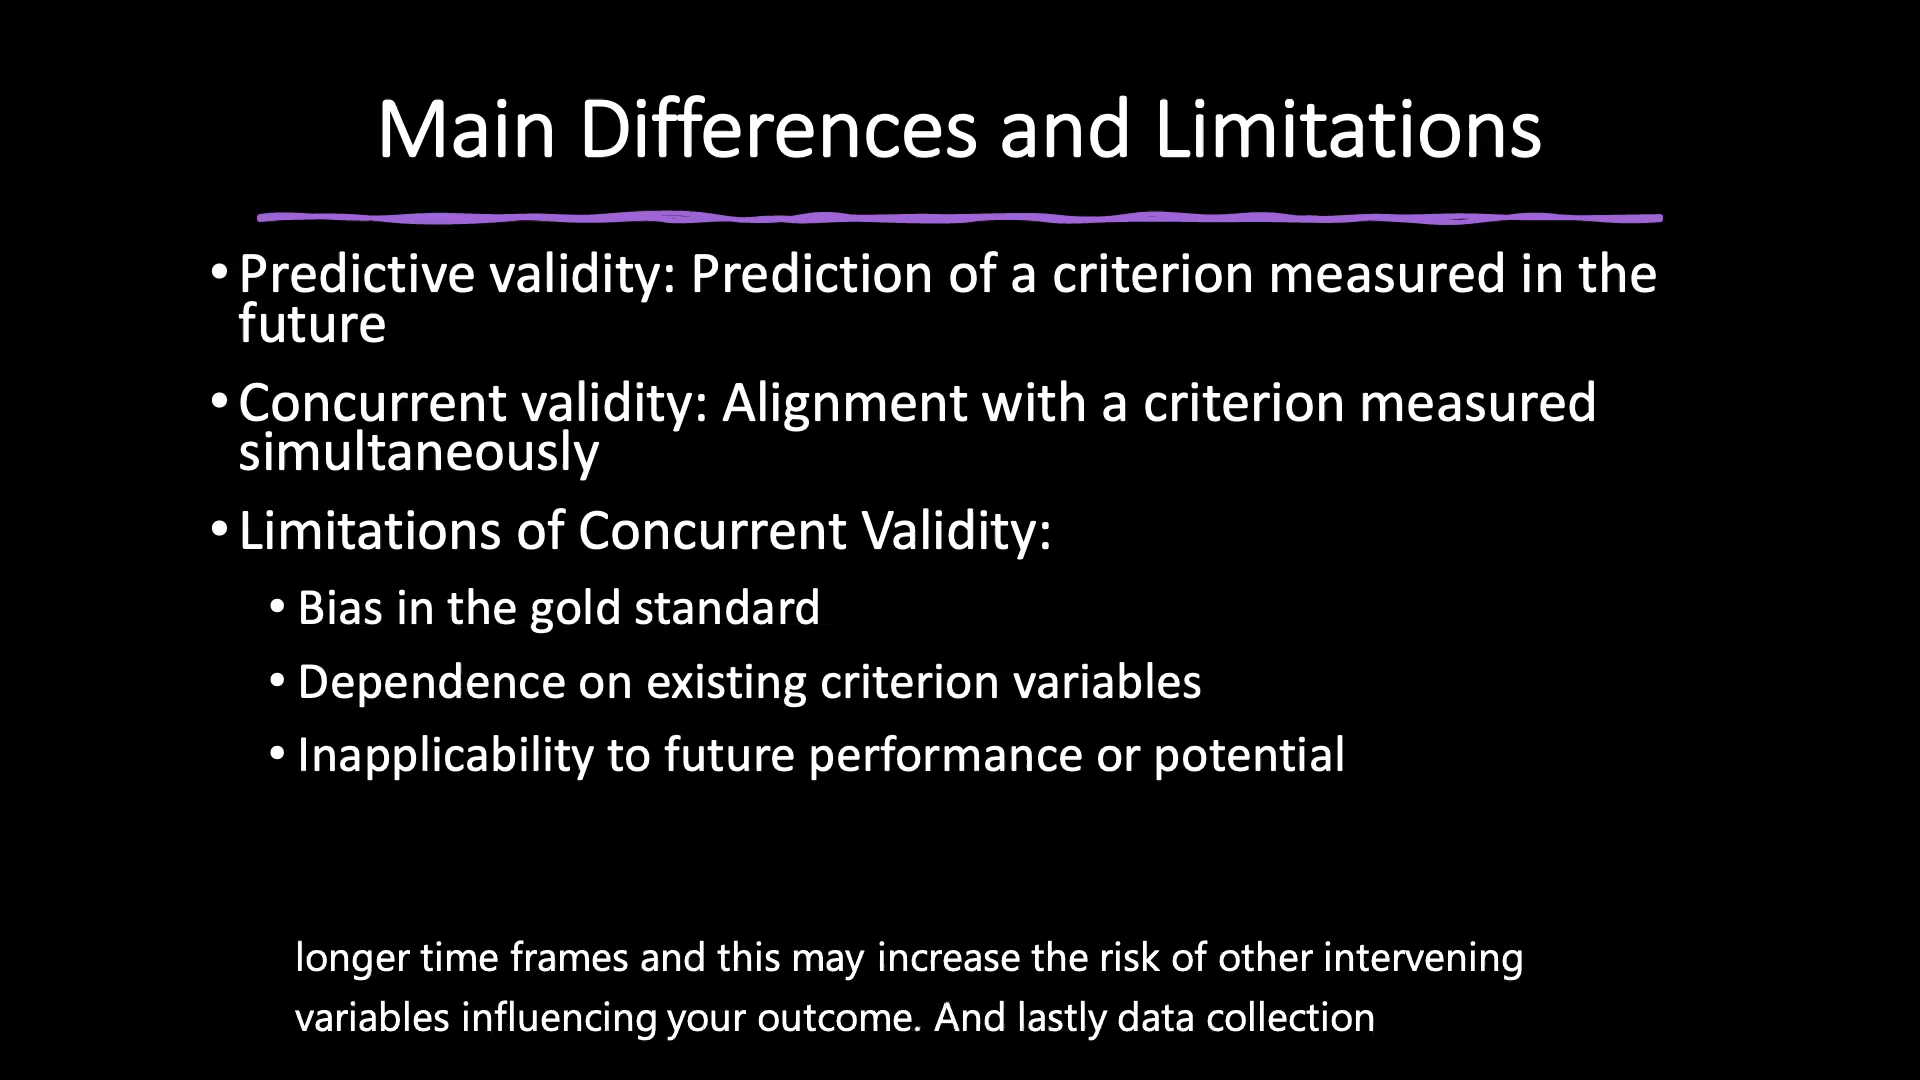 Main Differences and Limitations
• Predictive validity: Prediction of a criterion measured in the
future
• Concurrent validity: Alignment with a criterion measured
simultaneously
• Limitations of Concurrent Validity:
• Bias in the gold standard
• Dependence on existing criterion variables
• Inapplicability to future performance or potential
longer time frames and this may increase the risk of other intervening
variables influencing your outcome. And lastly data collection